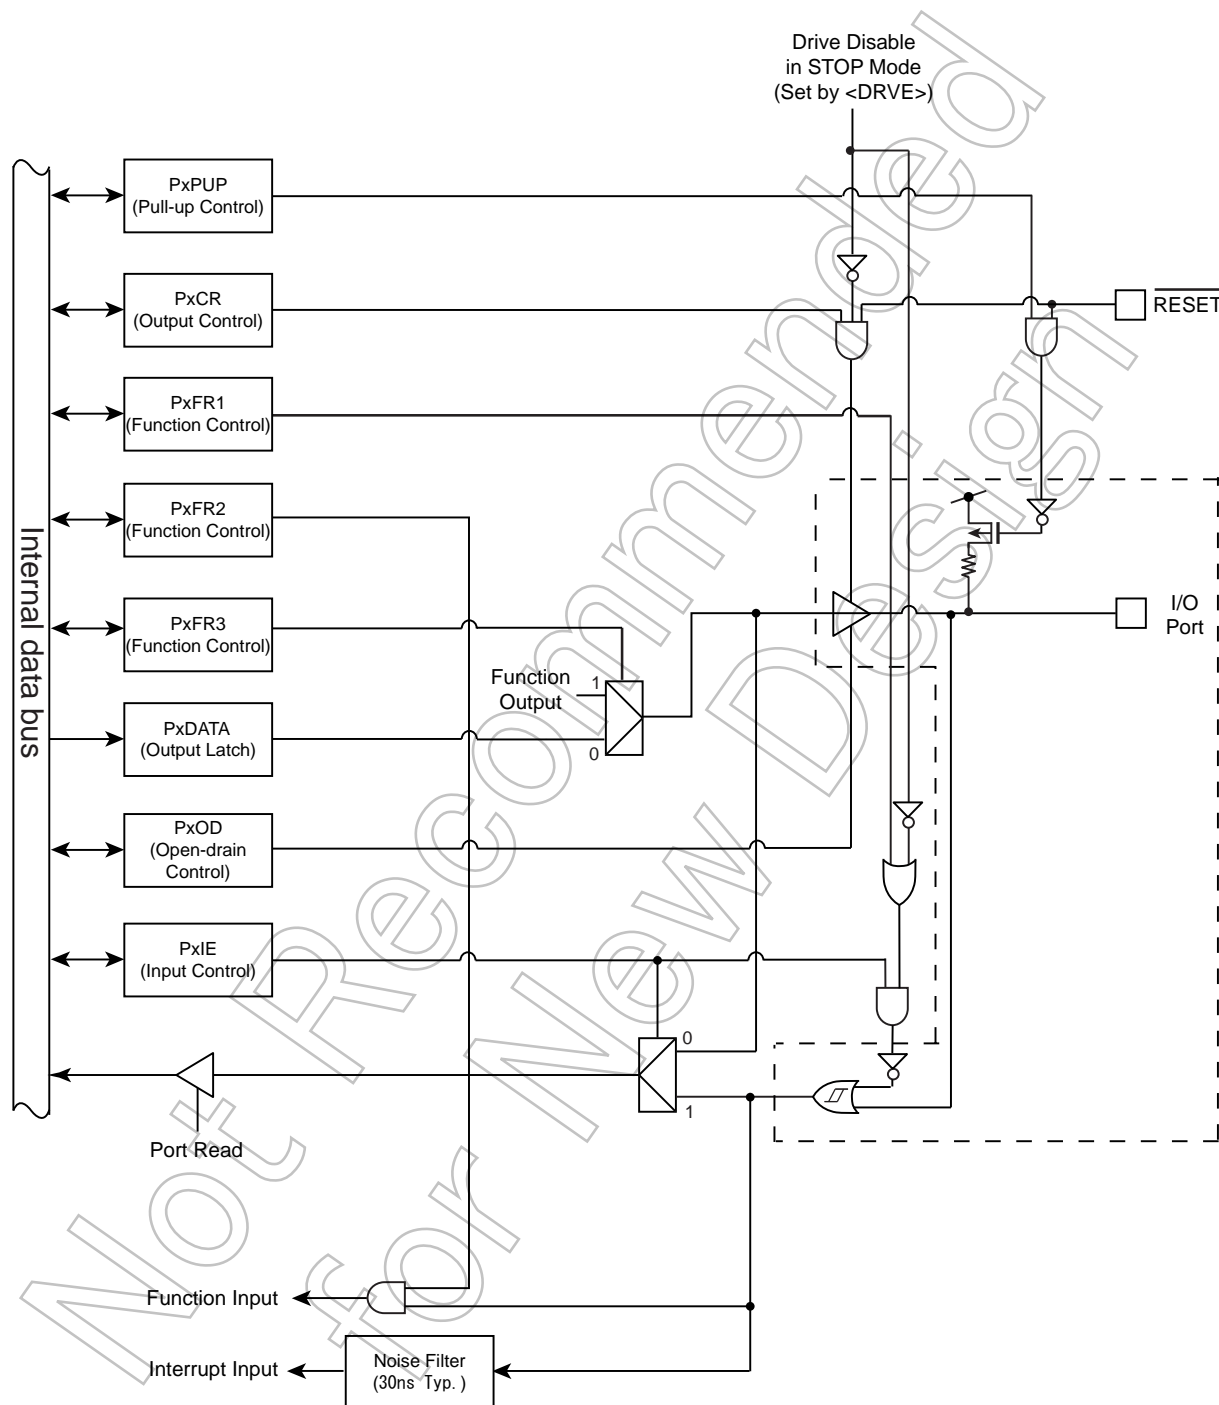 Drive Disable
in STOP Mode
(Set by <DRVE>)
PxPUP
(Pull-up Control)
PxCR
(Output Control)
RESET
PxFR1
(Function Control)
PxFR2
(Function Control)
Internal data bus
PxFR3
(Function Control)
I/O
Port
Function
Output
1
0
PxDATA
(Output Latch)
PxOD
(Open-drain
Control)
PxIE
(Input Control)
0
1
Port Read
Function Input
Interrupt Input
Noise Filter
(30ns Typ.)
Not Recommended
for New Design